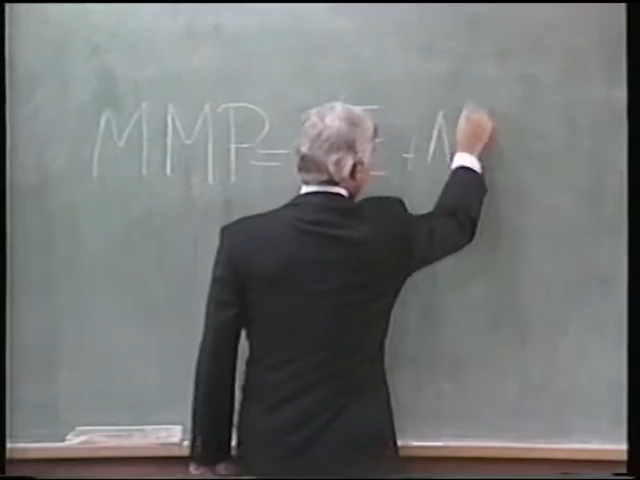 MMP = E +